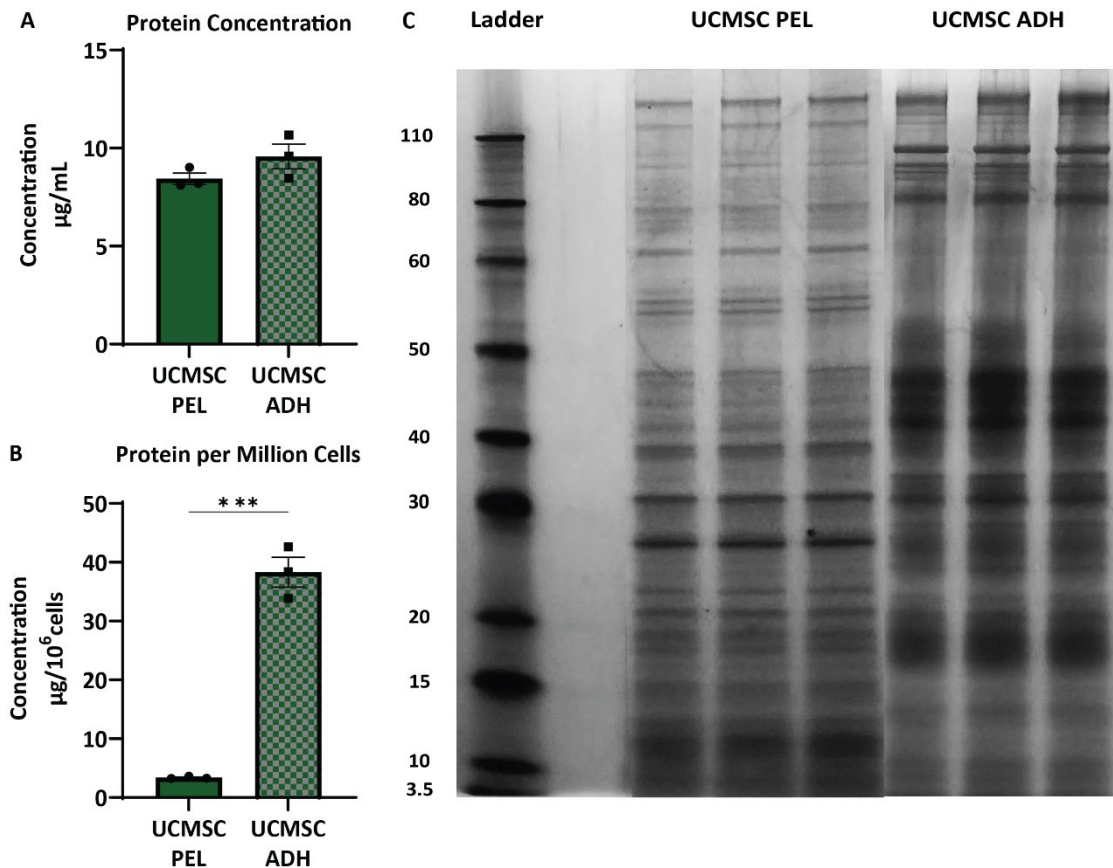 A
Protein Concentration
Concentration
µg/mL
15
10
5
0
UCMSC
PEL
UCMSC
ADH
B
Protein per Million Cells
Concentration
µg/10⁶cells
50
40
30
20
10
0
***
UCMSC
PEL
UCMSC
ADH
C
Ladder
UCMSC PEL
UCMSC ADH
110
80
60
50
40
30
20
15
10
3.5